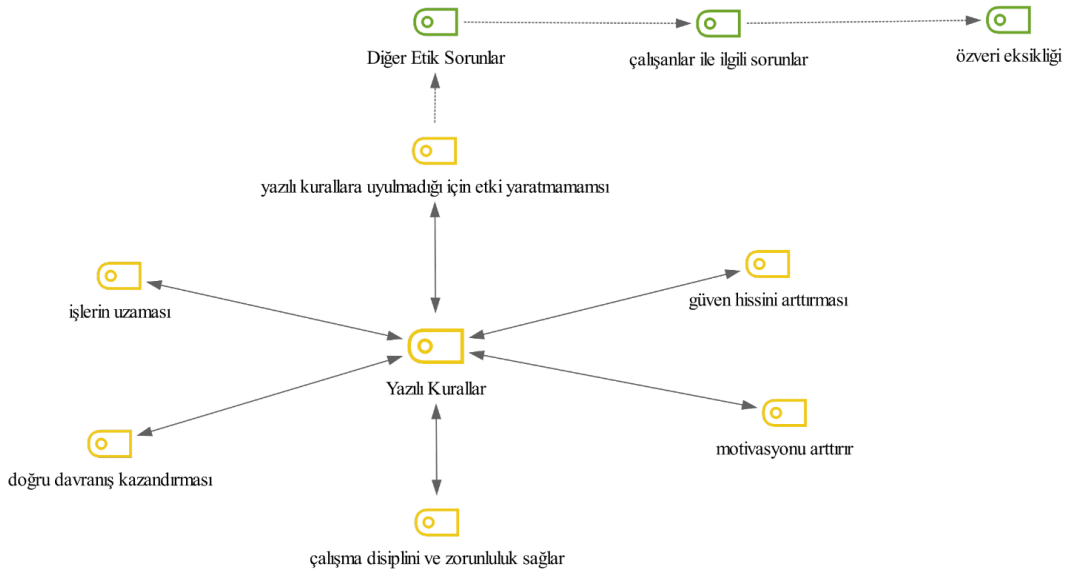 Diğer Etik Sorunlar
çalışanlar ile ilgili sorunlar
özveri eksikliği
yazılı kurallara uyulmadığı için etki yaratmamamsı
işlerin uzaması
güven hissini arttırması
Yazılı Kurallar
motivasyonu arttırır
doğru davranış kazandırması
çalışma disiplini ve zorunluluk sağlar